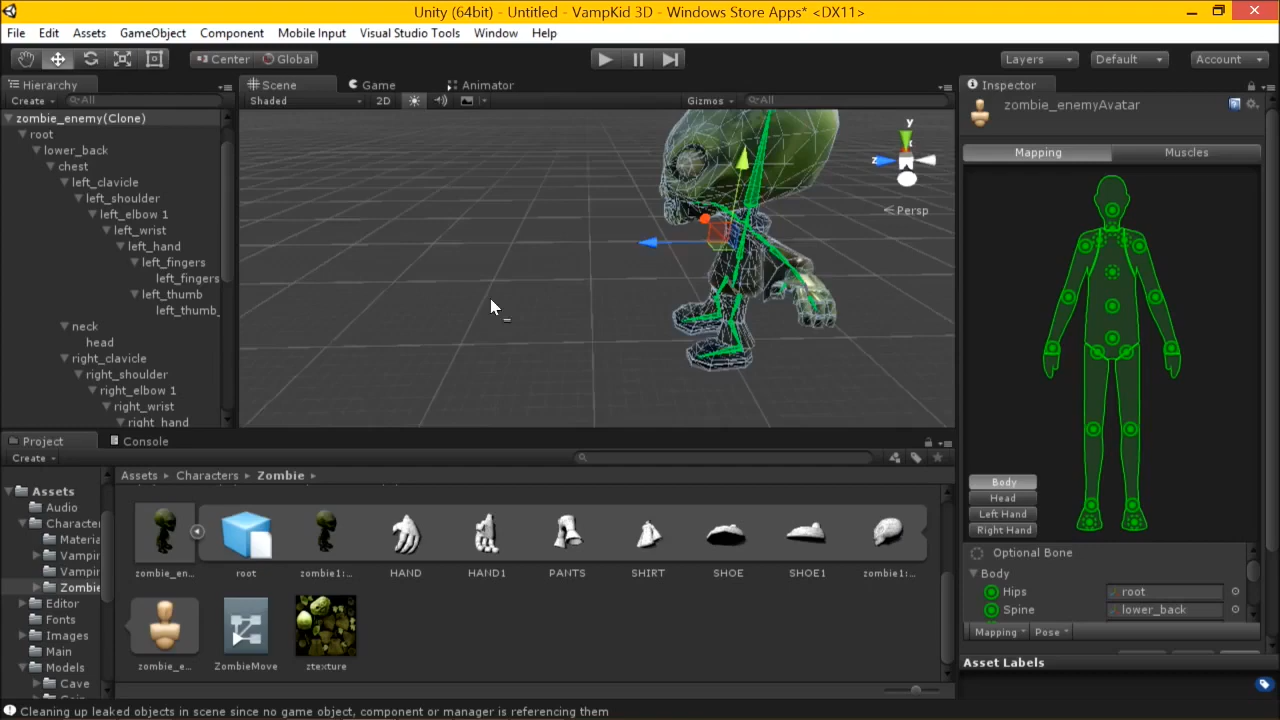 Unity (64bit) - Untitled - VampKid 3D - Windows Store Apps* <DX11>
File Edit Assets GameObject Component Mobile Input Visual Studio Tools Window Help
Center Global Layers Default Account
Hierarchy
Create All
zombie_enemy(Clone)
root
lower_back
chest
left_clavicle
left_shoulder
left_elbow 1
left_wrist
left_hand
left_fingers
left_fingers
left_thumb
left_thumb_
neck
head
right_clavicle
right_shoulder
right_elbow 1
right_wrist
right_hand
Scene Game Animator
Shaded 2D Gizmos All
y
z
Persp
Inspector
zombie_enemyAvatar
Mapping Muscles
Body
Head
Left Hand
Right Hand
Optional Bone
Body
Hips root
Spine lower_back
Mapping Pose
Asset Labels
Project Console
Create
Assets
Audio
Character
Materia
Vampir
Vampir
Zombie
Editor
Fonts
Images
Main
Models
Cave
Assets Characters Zombie
zombie_en... root zombie1:... HAND HAND1 PANTS SHIRT SHOE SHOE1 zombie1:...
zombie_e... ZombieMove ztexture
Cleaning up leaked objects in scene since no game object, component or manager is referencing them